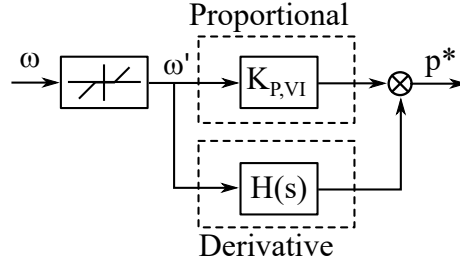 Proportional
ω
ω'
K_{P,VI}
p*
H(s)
Derivative